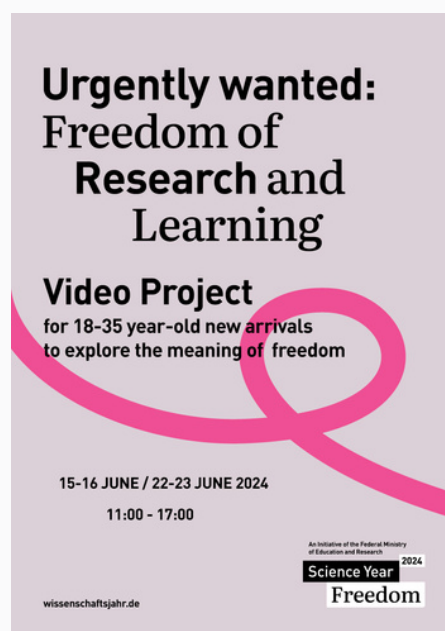 Urgently wanted:
Freedom of
Research and
Learning
Video Project
for 18-35 year-old new arrivals
to explore the meaning of freedom
15-16 JUNE / 22-23 JUNE 2024
11:00 - 17:00
An Initiative of the Federal Ministry
of Education and Research
2024
Science Year
Freedom
wissenschaftsjahr.de